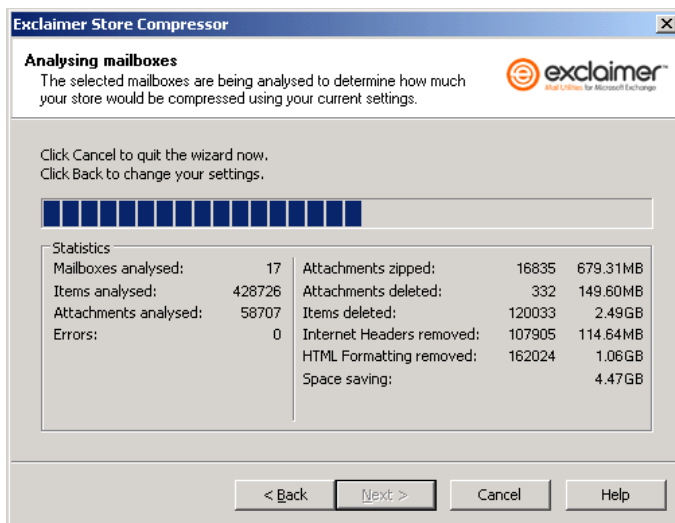 Exclaimer Store Compressor
Analysing mailboxes
The selected mailboxes are being analysed to determine how much
your store would be compressed using your current settings.
exclaimer™
Mail Utilities for Microsoft Exchange
Click Cancel to quit the wizard now.
Click Back to change your settings.
Statistics
Mailboxes analysed: 17
Items analysed: 428726
Attachments analysed: 58707
Errors: 0
Attachments zipped: 16835 679.31MB
Attachments deleted: 332 149.60MB
Items deleted: 120033 2.49GB
Internet Headers removed: 107905 114.64MB
HTML Formatting removed: 162024 1.06GB
Space saving: 4.47GB
< Back
Next >
Cancel
Help